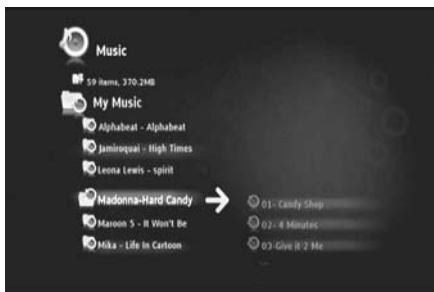 Music
59 items, 370.2MB
My Music
Alphabeat - Alphabeat
Jamiroquai - High Times
Leona Lewis - spirit
Madonna-Hard Candy
Maroon 5 - It Won't Be
Mika - Life In Cartoon
01- Candy Shop
02- 4 Minutes
03 Give it 2 Me
...